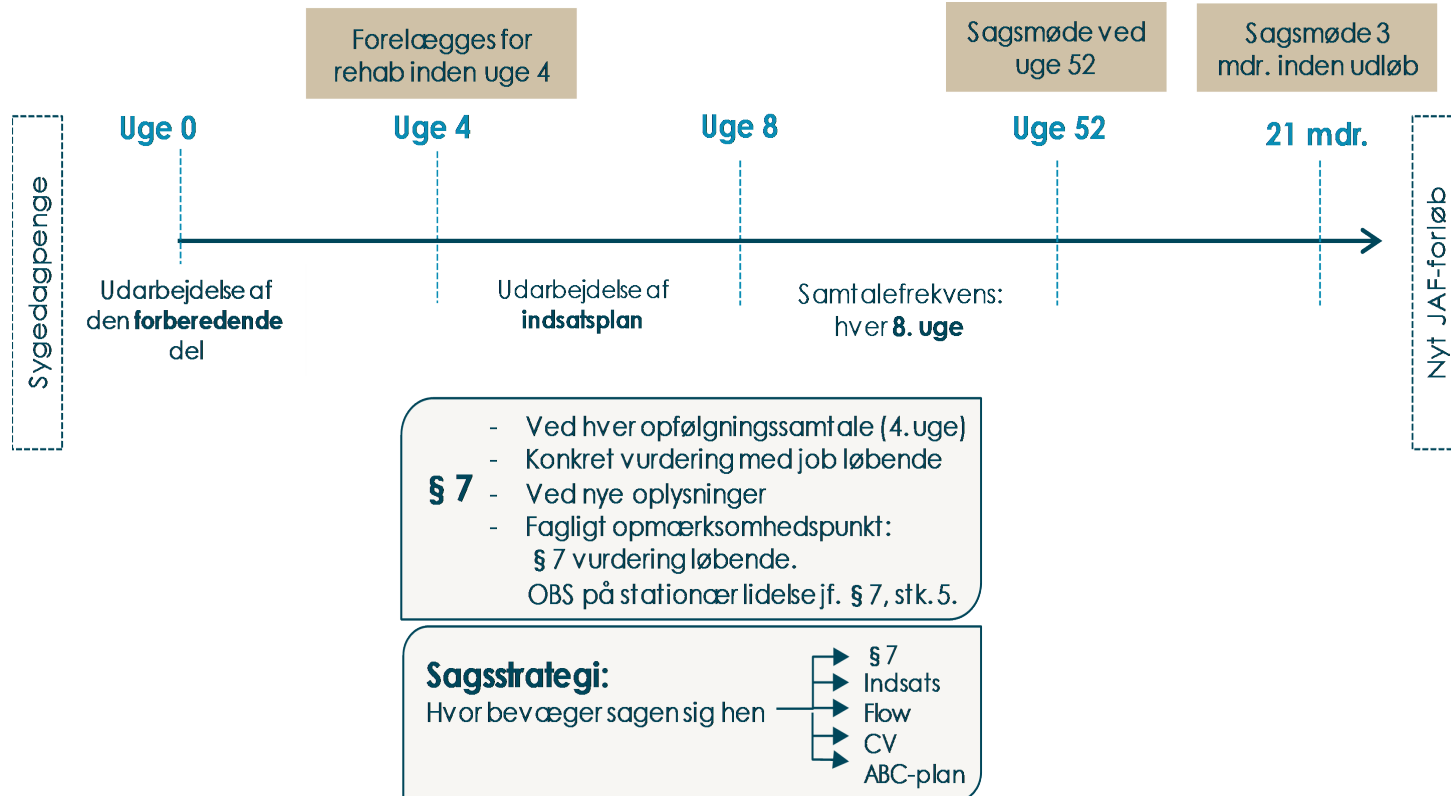 Forelægges for
rehab inden uge 4
Sagsmøde ved
uge 52
Sagsmøde 3
mdr. inden udløb
Sygedagpenge
Uge 0
Uge 4
Uge 8
Uge 52
21 mdr.
Nyt JAF-forløb
Udarbejdelse af
den forberedende
del
Udarbejdelse af
indsatsplan
Samtalefrekvens:
hver 8. uge
§ 7
- Ved hver opfølgningssamtale (4. uge)
- Konkret vurdering med job løbende
- Ved nye oplysninger
- Fagligt opmærksomhedspunkt:
§ 7 vurdering løbende.
OBS på stationær lidelse jf. § 7, stk. 5.
Sagsstrategi:
Hvor bevæger sagen sig hen
§ 7
Indsats
Flow
CV
ABC-plan